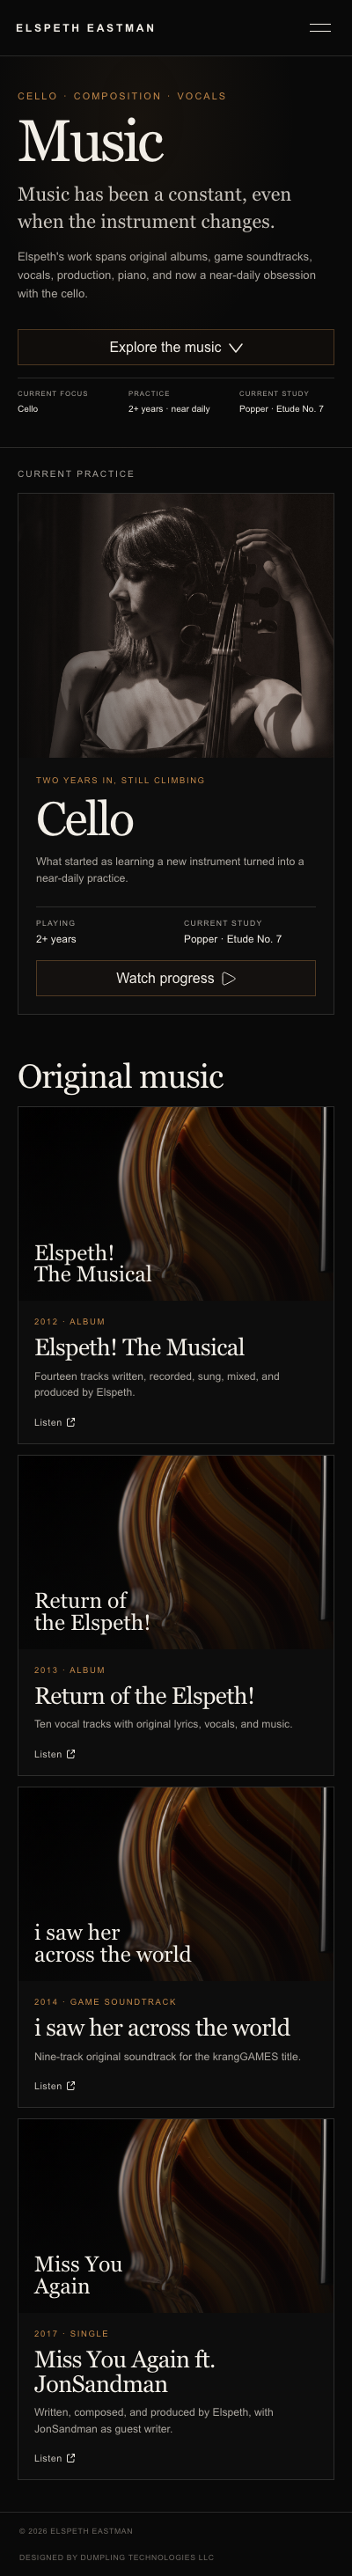 ELSPETH EASTMAN
CELLO · COMPOSITION · VOCALS
Music
Music has been a constant, even
when the instrument changes.
Elspeth's work spans original albums, game soundtracks,
vocals, production, piano, and now a near-daily obsession
with the cello.
Explore the music
CURRENT FOCUS
Cello
PRACTICE
2+ years · near daily
CURRENT STUDY
Popper · Etude No. 7
CURRENT PRACTICE
TWO YEARS IN, STILL CLIMBING
Cello
What started as learning a new instrument turned into a
near-daily practice.
PLAYING
2+ years
CURRENT STUDY
Popper · Etude No. 7
Watch progress
Original music
Elspeth!
The Musical
2012 · ALBUM
Elspeth! The Musical
Fourteen tracks written, recorded, sung, mixed, and
produced by Elspeth.
Listen
Return of
the Elspeth!
2013 · ALBUM
Return of the Elspeth!
Ten vocal tracks with original lyrics, vocals, and music.
Listen
i saw her
across the world
2014 · GAME SOUNDTRACK
i saw her across the world
Nine-track original soundtrack for the krangGAMES title.
Listen
Miss You
Again
2017 · SINGLE
Miss You Again ft.
JonSandman
Written, composed, and produced by Elspeth, with
JonSandman as guest writer.
Listen
© 2026 ELSPETH EASTMAN
DESIGNED BY DUMPLING TECHNOLOGIES LLC